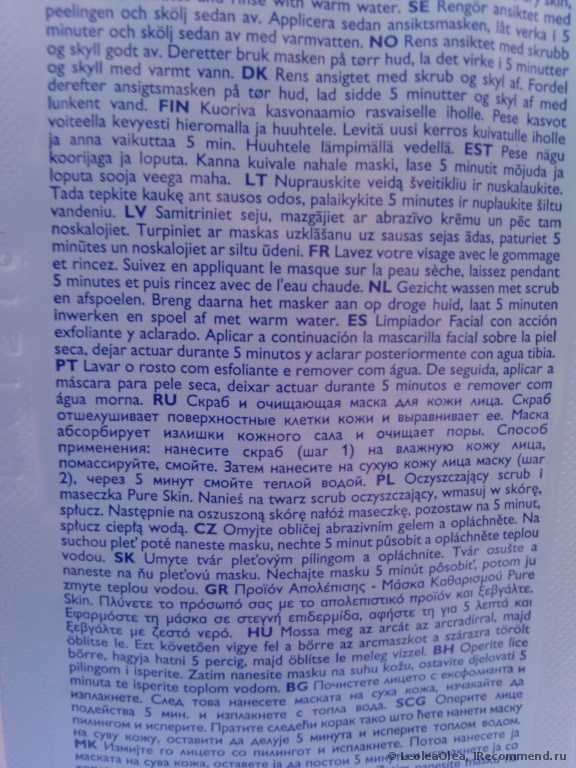 and rinse with warm water. SE Rengör ansiktet med
peelingen och skölj sedan av. Applicera sedan ansiktsmasken, låt verka i 5
minuter och skölj sedan av med varmvatten. NO Rens ansiktet med skrubb
og skyll godt av. Deretter bruk masken på tørr hud, la det virke i 5 minutter
og skyll med varmt vann. DK Rens ansigtet med skrub og skyl af. Fordel
derefter ansigtsmasken på tør hud, lad sidde 5 minutter og skyl af med
lunkent vand. FIN Kuoriva kasvonaamio rasvaiselle iholle. Pese kasvot
voiteella kevyesti hieromalla ja huuhtele. Levitä uusi kerros kuivatulle iholle
ja anna vaikuttaa 5 min. Huuhtele lämpimällä vedellä. EST Pese nägu
koorijaga ja loputa. Kanna kuivale nahale maski, lase 5 minutit mõjuda ja
loputa sooja veega maha. LT Nuprauskite veidą šveitikliu ir nuskalaukite.
Tada tepkite kaukę ant sausos odos, palaikykite 5 minutes ir nuplaukite šiltu
vandeniu. LV Samitriniet seju, mazgājiet ar abrazīvo krēmu un pēc tam
noskalojiet. Turpiniet ar maskas uzklāšanu uz sausas sejas ādas, paturiet 5
minūtes un noskalojiet ar siltu ūdeni. FR Lavez votre visage avec le gommage
et rincez. Suivez en appliquant le masque sur la peau sèche, laissez pendant
5 minutes et puis rincez avec de l'eau chaude. NL Gezicht wassen met scrub
en afspoelen. Breng daarna het masker aan op droge huid, laat 5 minuten
inwerken en spoel af met warm water. ES Limpiador Facial con acción
exfoliante y aclarado. Aplicar a continuación la mascarilla facial sobre la piel
seca, dejar actuar durante 5 minutos y aclarar posteriormente con agua tibia.
PT Lavar o rosto com esfoliante e remover com água. De seguida, aplicar a
máscara para pele seca, deixar actuar durante 5 minutos e remover com
água morna. RU Скраб и очищающая маска для кожи лица. Скраб
отшелушивает поверхностные клетки кожи и выравнивает ее. Маска
абсорбирует излишки кожного сала и очищает поры. Способ
применения: нанесите скраб (шаг 1) на влажную кожу лица,
помассируйте, смойте. Затем нанесите на сухую кожу лица маску (шаг
2), через 5 минут смойте теплой водой. PL Oczyszczający scrub i
maseczka Pure Skin. Nanieś na twarz scrub oczyszczający, wmasuj w skórę,
spłucz. Następnie na oszuszoną skórę nałóż maseczkę, pozostaw na 5 minut,
spłucz ciepłą wodą. CZ Omyjte obličej abrazivním gelem a opláchněte. Na
suchou pleť poté naneste masku, nechte 5 minut působit a opláchněte teplou
vodou. SK Umyte tvár pleťovým pílingom a opláchnite. Tvár osušte a
naneste na ňu pleťovú masku. Nechajte masku 5 minút pôsobiť, potom ju
zmyte teplou vodou. GR Προϊόν Απολέπισης - Μάσκα Καθαρισμού Pure
Skin. Πλύνετε το πρόσωπό σας με το απολεπιστικό προϊόν και ξεβγάλτε.
Εφαρμόστε τη μάσκα σε στεγνή επιδερμίδα, αφήστε τη για 5 λεπτά και
ξεβγάλτε με ζεστό νερό. HU Mossa meg az arcát az arcradírral, majd
öblítse le. Ezt követően vigye fel a bőrre az arcmaszkot a szárazra törölt
bőrre, hagyja hatni 5 percig, majd öblítse le meleg vízzel. BH Operite lice
pilingom i isperite. Zatim nanesite masku na suhu kožu, ostavite djelovati 5
minuta te isperite toplom vodom. BG Почистете лицето с ексфолианта и
изплакнете. След това нанесете маската на суха кожа, изчакайте да
подейства 5 мин. и изплакнете с топла вода. SCG Оперите лице
пилингом и исперите. Пратите следећи корак тако што ћете нанети маску
на суву кожу, оставити да делује 5 минута и исперите топлом водом.
МК Измијте го лицето со пилингот и исплакнете. Потоа нанесете ја
маската на сува кожа, оставете ја да постои 5 минути
© LeoleaOlea, IRecommend.ru